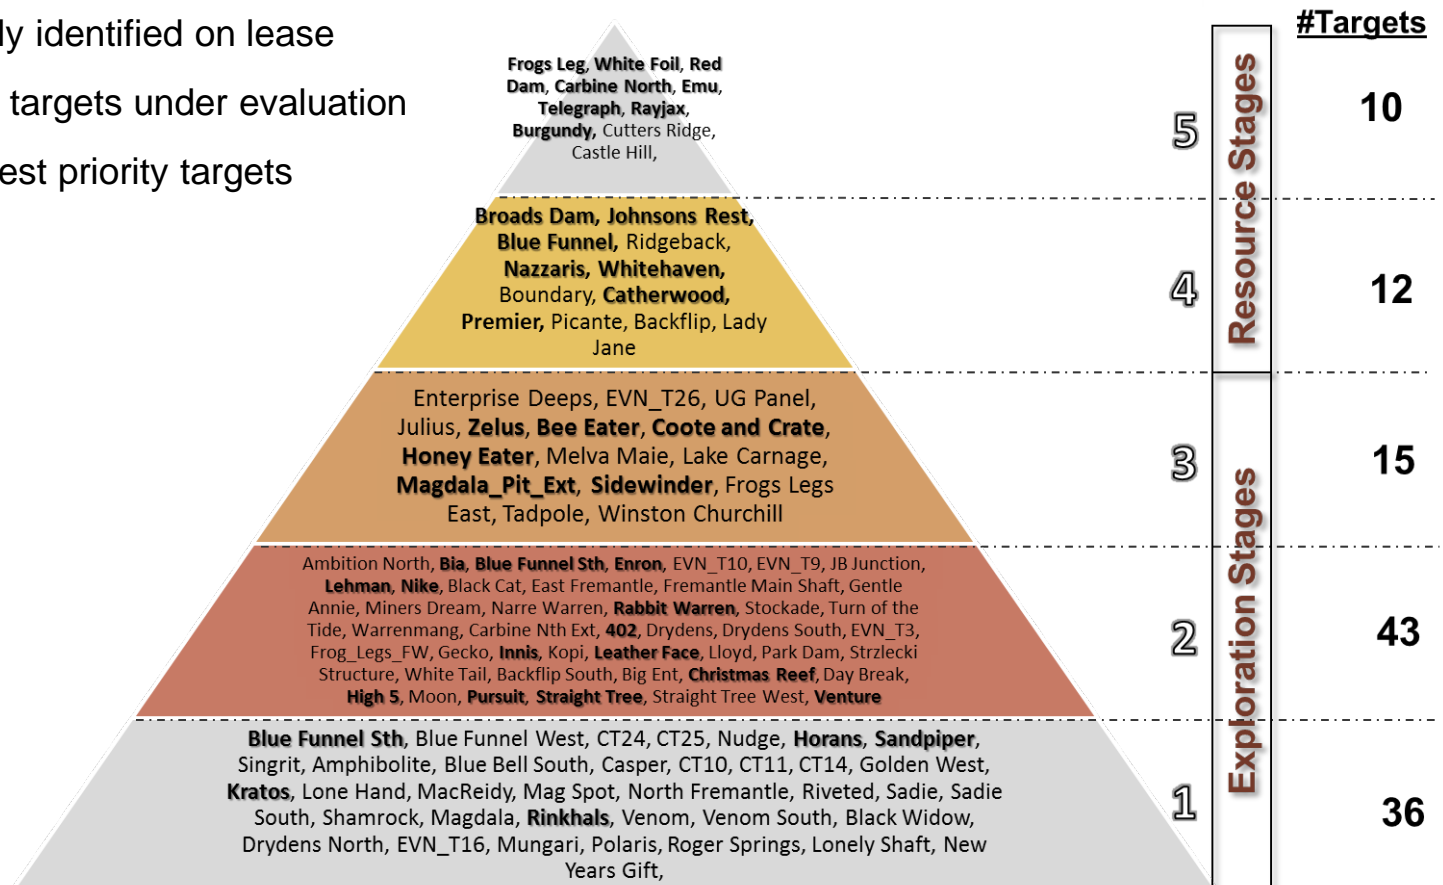 ly identified on lease
targets under evaluation
est priority targets
#Targets
Frogs Leg, White Foil, Red
Dam, Carbine North, Emu,
Telegraph, Rayjax,
Burgundy, Cutters Ridge,
Castle Hill,
5
10
Broads Dam, Johnsons Rest,
Blue Funnel, Ridgeback,
Nazzaris, Whitehaven,
Boundary, Catherwood,
Premier, Picante, Backflip, Lady
Jane
4
12
Resource Stages
Enterprise Deeps, EVN_T26, UG Panel,
Julius, Zelus, Bee Eater, Coote and Crate,
Honey Eater, Melva Maie, Lake Carnage,
Magdala_Pit_Ext, Sidewinder, Frogs Legs
East, Tadpole, Winston Churchill
3
15
Ambition North, Bia, Blue Funnel Sth, Enron, EVN_T10, EVN_T9, JB Junction,
Lehman, Nike, Black Cat, East Fremantle, Fremantle Main Shaft, Gentle
Annie, Miners Dream, Narre Warren, Rabbit Warren, Stockade, Turn of the
Tide, Warrenmang, Carbine Nth Ext, 402, Drydens, Drydens South, EVN_T3,
Frog_Legs_FW, Gecko, Innis, Kopi, Leather Face, Lloyd, Park Dam, Strzlecki
Structure, White Tail, Backflip South, Big Ent, Christmas Reef, Day Break,
High 5, Moon, Pursuit, Straight Tree, Straight Tree West, Venture
2
43
Exploration Stages
Blue Funnel Sth, Blue Funnel West, CT24, CT25, Nudge, Horans, Sandpiper,
Singrit, Amphibolite, Blue Bell South, Casper, CT10, CT11, CT14, Golden West,
Kratos, Lone Hand, MacReidy, Mag Spot, North Fremantle, Riveted, Sadie, Sadie
South, Shamrock, Magdala, Rinkhals, Venom, Venom South, Black Widow,
Drydens North, EVN_T16, Mungari, Polaris, Roger Springs, Lonely Shaft, New
Years Gift,
1
36